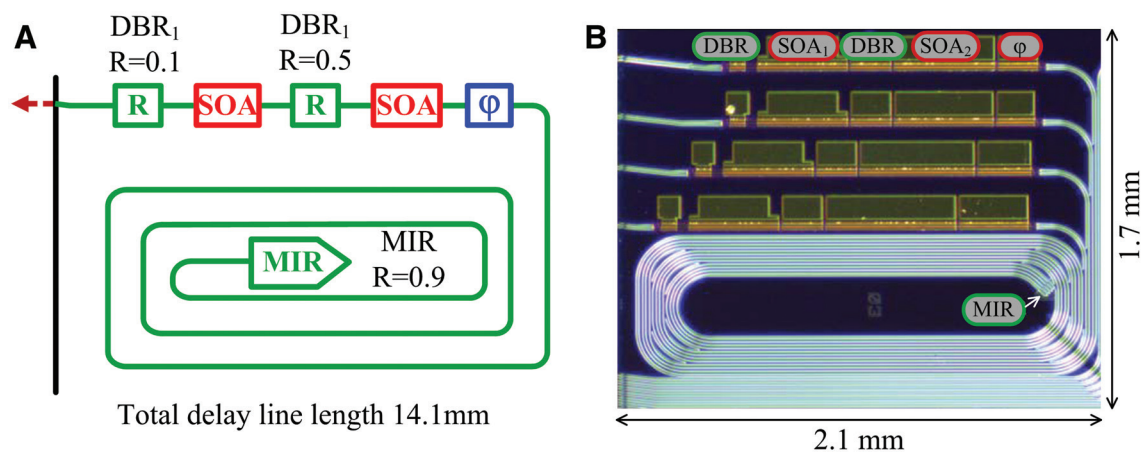 A
DBR1
R=0.1
DBR1
R=0.5
R
SOA
R
SOA
φ
MIR
MIR
R=0.9
Total delay line length 14.1mm
B
DBR
SOA1
DBR
SOA2
φ
03
MIR
1.7 mm
2.1 mm